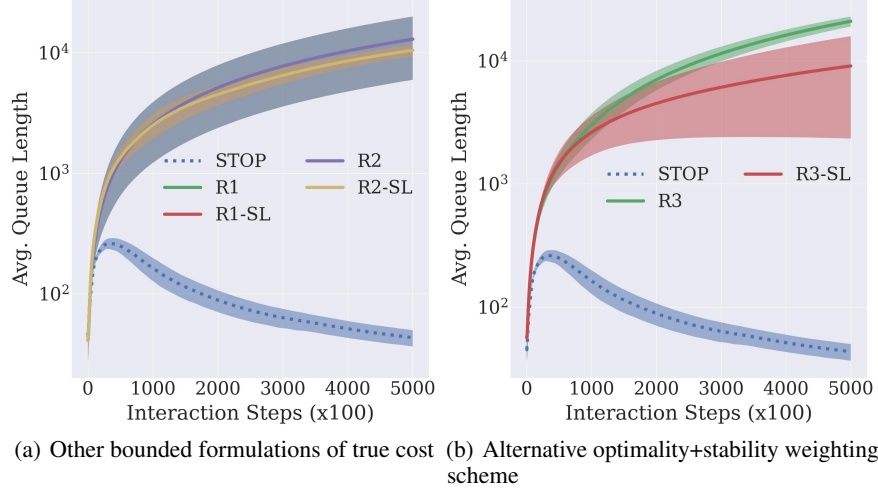 Avg. Queue Length
10^4
10^3
10^2
STOP
R1
R1-SL
R2
R2-SL
0 1000 2000 3000 4000 5000
Interaction Steps (x100)
(a) Other bounded formulations of true cost
Avg. Queue Length
10^4
10^3
10^2
STOP
R3
R3-SL
0 1000 2000 3000 4000 5000
Interaction Steps (x100)
(b) Alternative optimality+stability weighting
scheme